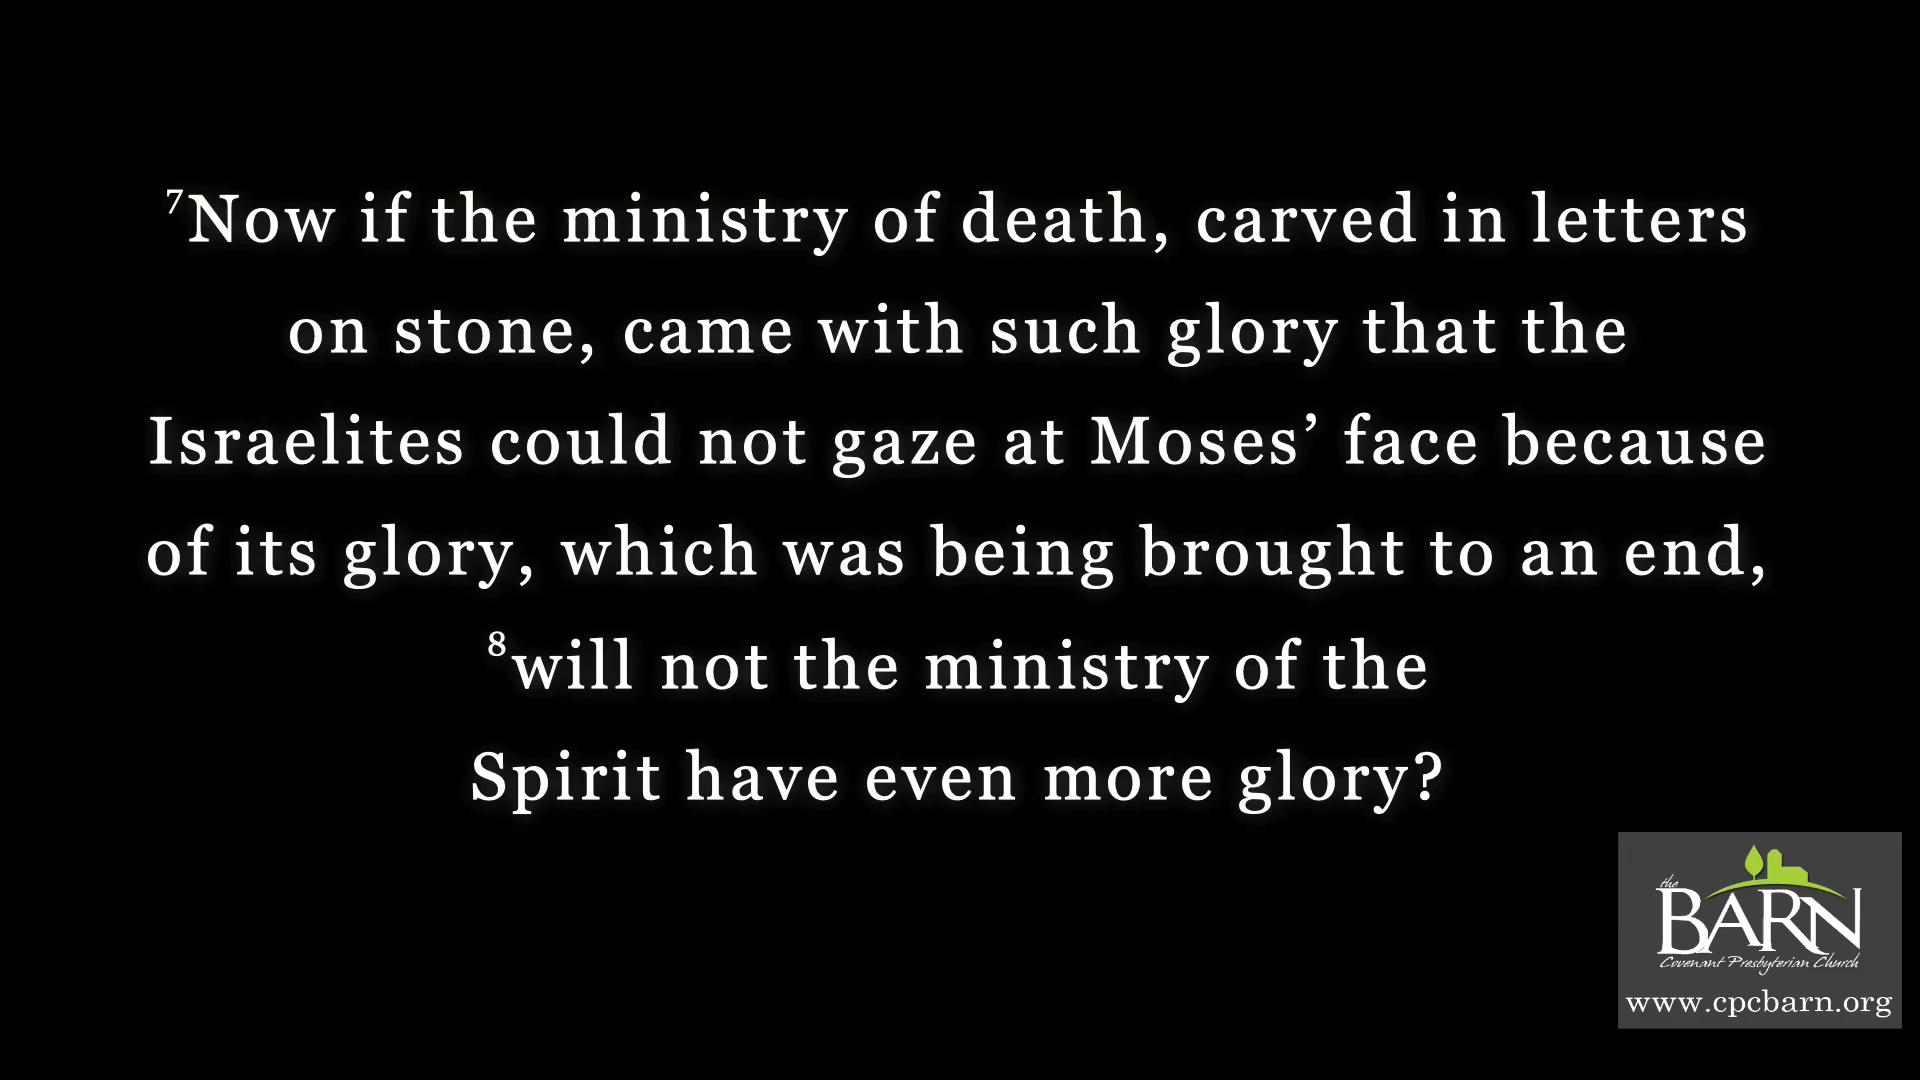 ⁷Now if the ministry of death, carved in letters
on stone, came with such glory that the
Israelites could not gaze at Moses’ face because
of its glory, which was being brought to an end,
⁸will not the ministry of the
Spirit have even more glory?
the
BARN
Covenant Presbyterian Church
www.cpcbarn.org